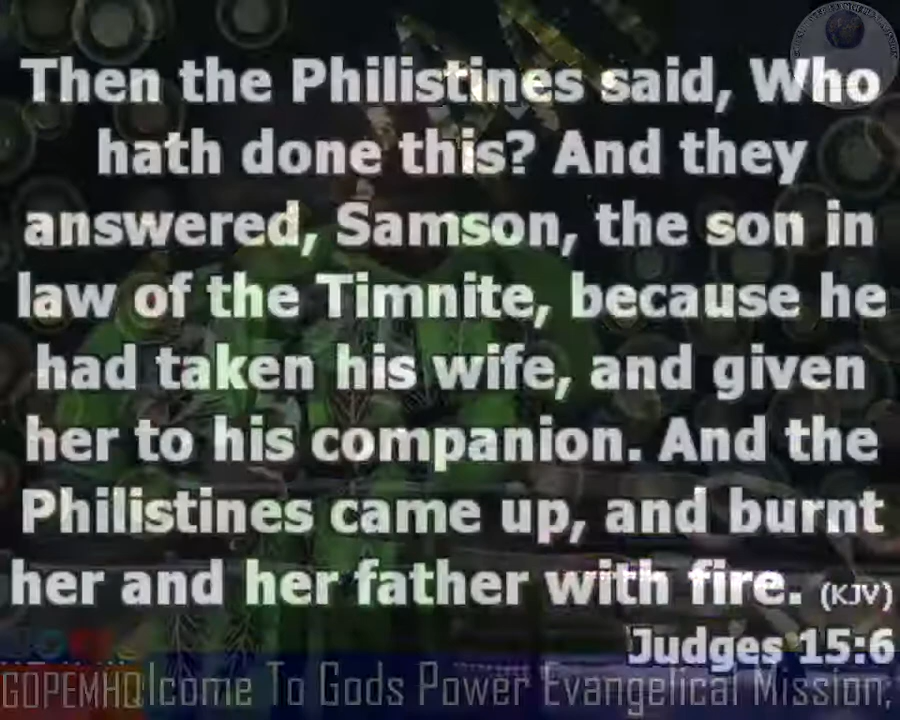 Then the Philistines said, Who
hath done this? And they
answered, Samson, the son in
law of the Timnite, because he
had taken his wife, and given
her to his companion. And the
Philistines came up, and burnt
her and her father with fire. (KJV)
Judges 15:6
GOPEMHQ lcome To Gods Power Evangelical Mission,